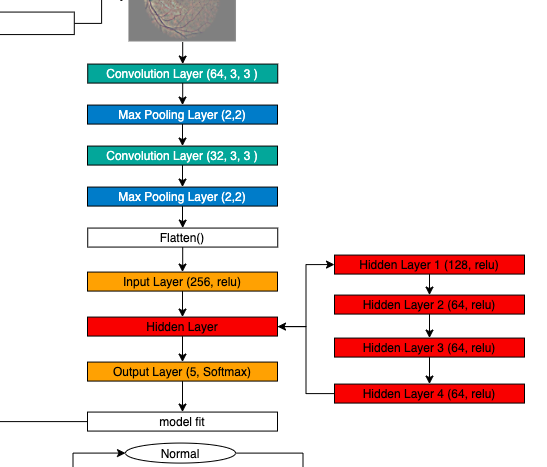 Convolution Layer (64, 3, 3 )
Max Pooling Layer (2,2)
Convolution Layer (32, 3, 3 )
Max Pooling Layer (2,2)
Flatten()
Input Layer (256, relu)
Hidden Layer
Output Layer (5, Softmax)
model fit
Normal
Hidden Layer 1 (128, relu)
Hidden Layer 2 (64, relu)
Hidden Layer 3 (64, relu)
Hidden Layer 4 (64, relu)